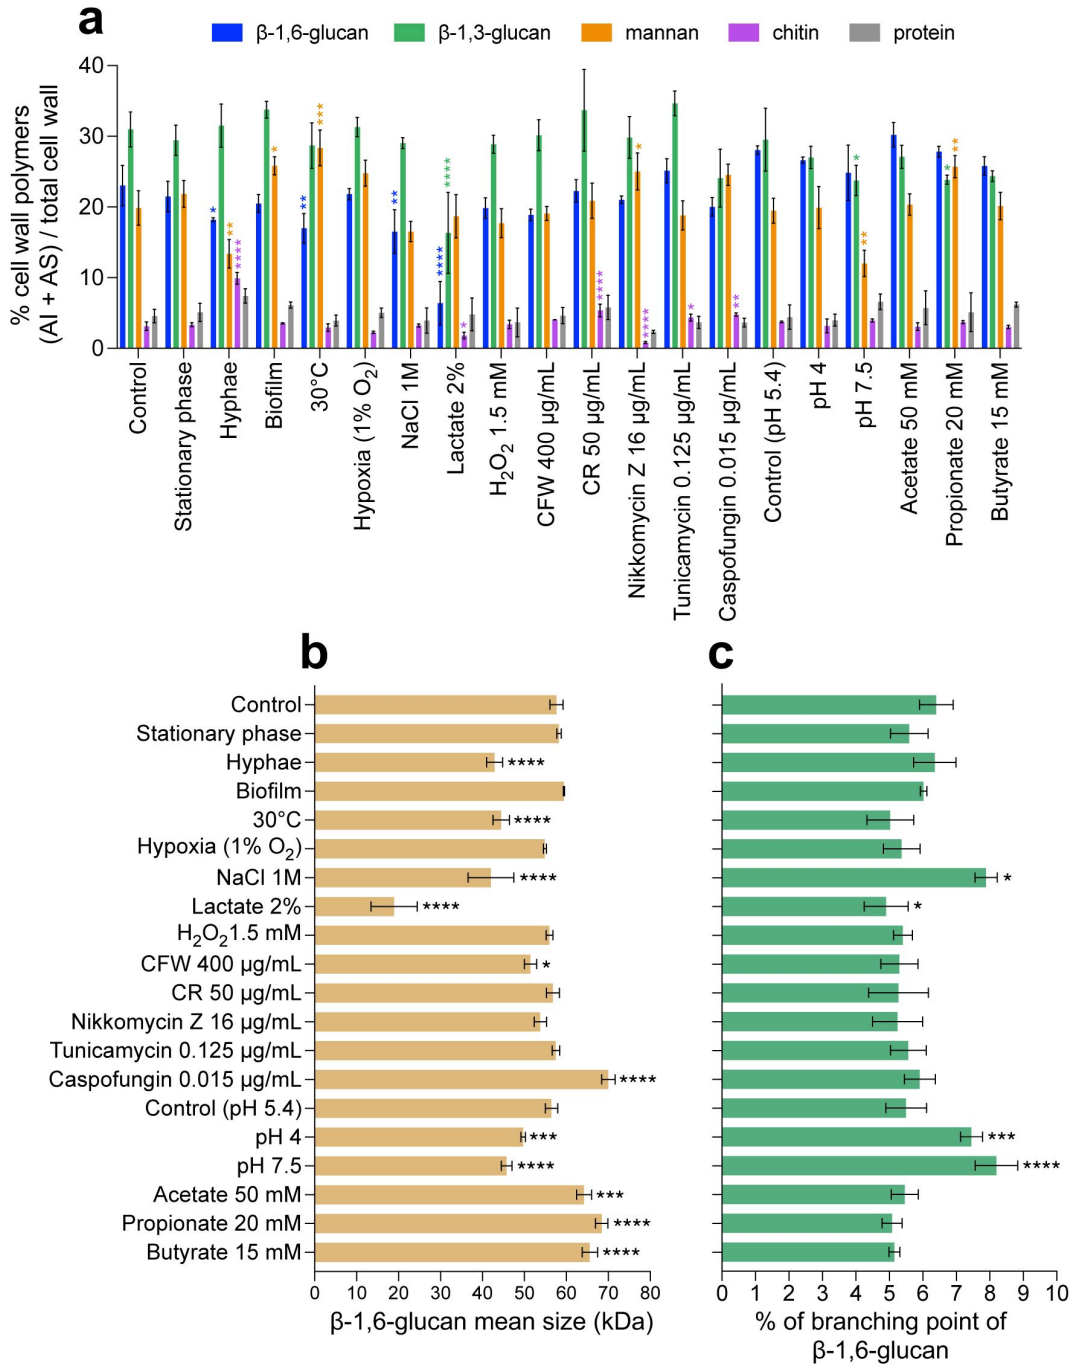 a
β-1,6-glucan β-1,3-glucan mannan chitin protein
% cell wall polymers
(AI + AS) / total cell wall
40
30
20
10
0
* ** **** * ** *** ** **** **** * **** * **** * ** * ** * **
Control
Stationary phase
Hyphae
Biofilm
30°C
Hypoxia (1% O2)
NaCl 1M
Lactate 2%
H2O2 1.5 mM
CFW 400 µg/mL
CR 50 µg/mL
Nikkomycin Z 16 µg/mL
Tunicamycin 0.125 µg/mL
Caspofungin 0.015 µg/mL
Control (pH 5.4)
pH 4
pH 7.5
Acetate 50 mM
Propionate 20 mM
Butyrate 15 mM
b
Control
Stationary phase
Hyphae ****
Biofilm
30°C ****
Hypoxia (1% O2)
NaCl 1M ****
Lactate 2% ****
H2O21.5 mM
CFW 400 µg/mL *
CR 50 µg/mL
Nikkomycin Z 16 µg/mL
Tunicamycin 0.125 µg/mL
Caspofungin 0.015 µg/mL ****
Control (pH 5.4)
pH 4 ***
pH 7.5 ****
Acetate 50 mM ***
Propionate 20 mM ****
Butyrate 15 mM ****
0 10 20 30 40 50 60 70 80
β-1,6-glucan mean size (kDa)
c
*
*
***
****
0 1 2 3 4 5 6 7 8 9 10
% of branching point of
β-1,6-glucan